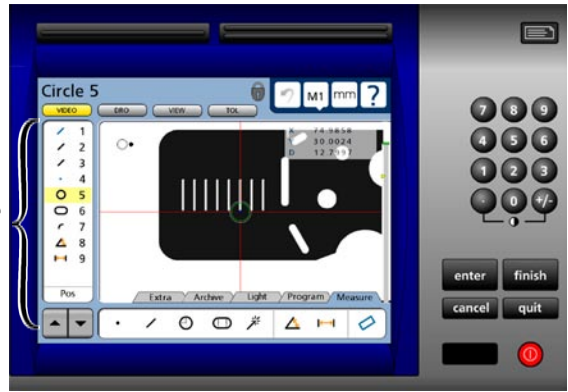 Circle 5
M1 mm ?
VIDEO DRO VIEW TOL
X 74.9858
Y 30.0024
1
2
3
4
5
6
7
8
9
Pos
Extra Archive Light Program Measure
7 8 9
4 5 6
1 2 3
. 0 +/-
enter finish
cancel quit